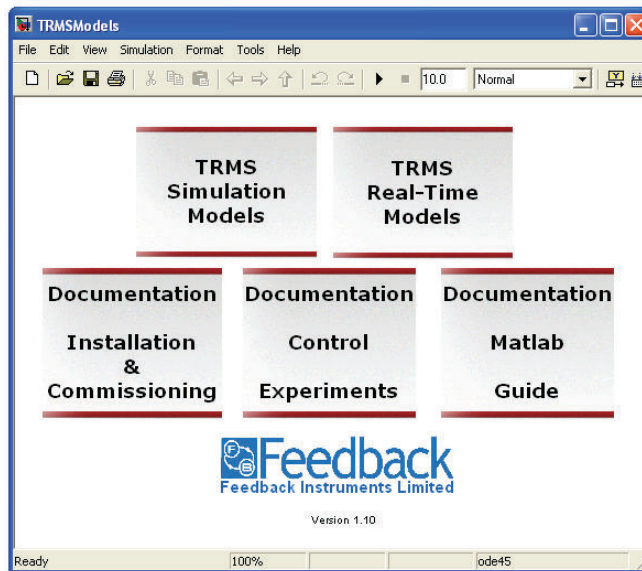 TRMSModels
File Edit View Simulation Format Tools Help
10.0 Normal
TRMS
Simulation
Models
TRMS
Real-Time
Models
Documentation
Installation
&
Commissioning
Documentation
Control
Experiments
Documentation
Matlab
Guide
F
B
Feedback
Feedback Instruments Limited
Version 1.10
Ready 100% ode45